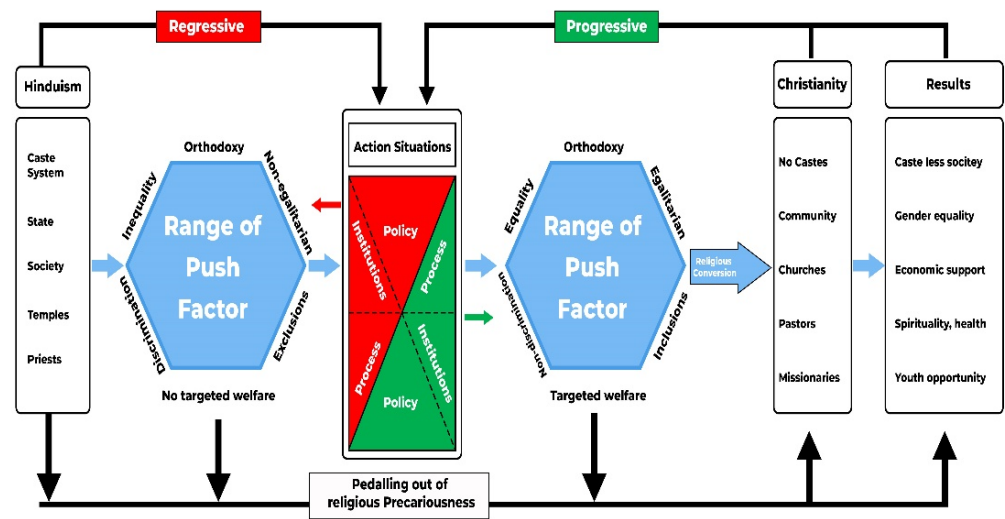 Regressive
Progressive
Hinduism
Christianity
Results
Caste
System
State
Society
Temples
Priests
Orthodoxy
Inequality
Non-egalitarian
Range of
Push
Factor
Discrimination
Exclusions
No targeted welfare
Action Situations
Policy
Institutions
Process
Process
Institutions
Policy
Orthodoxy
Equality
Egalitarian
Range of
Push
Factor
Non-discrimination
Inclusions
Targeted welfare
Religious
Conversion
No Castes
Community
Churches
Pastors
Missionaries
Caste less socitey
Gender equality
Economic support
Spirituality, health
Youth opportunity
Pedalling out of
religious Precariousness